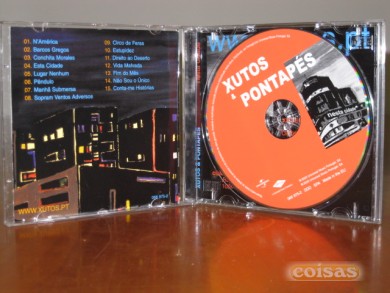 01. N'América
02. Barcos Gregos
03. Conchita Morales
04. Esta Cidade
05. Lugar Nenhum
06. Pêndulo
07. Manhã Submersa
08. Sopram Ventos Adversos
09. Circo de Feras
10. Estupidez
11. Direito ao Deserto
12. Vida Malvada
13. Fim do Mês
14. Não Sou o Único
15. Conta-me Histórias
WWW.XUTOS.PT
XUTOS & PONTAPÉS
XUTOS
PONTAPÉS
coisas